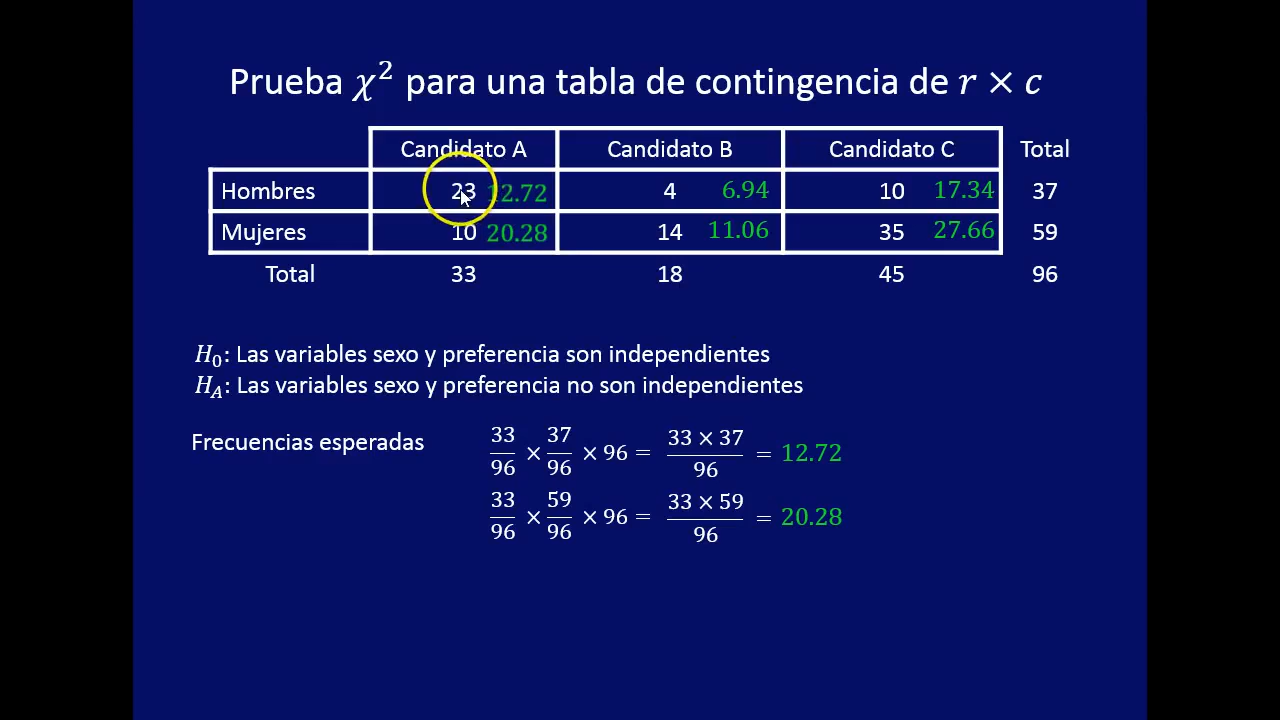 Prueba χ² para una tabla de contingencia de r × c
Candidato A Candidato B Candidato C Total
Hombres 23 12.72 4 6.94 10 17.34 37
Mujeres 10 20.28 14 11.06 35 27.66 59
Total 33 18 45 96
H₀: Las variables sexo y preferencia son independientes
H_A: Las variables sexo y preferencia no son independientes
Frecuencias esperadas 33/96 × 37/96 × 96 = 33 × 37/96 = 12.72
33/96 × 59/96 × 96 = 33 × 59/96 = 20.28